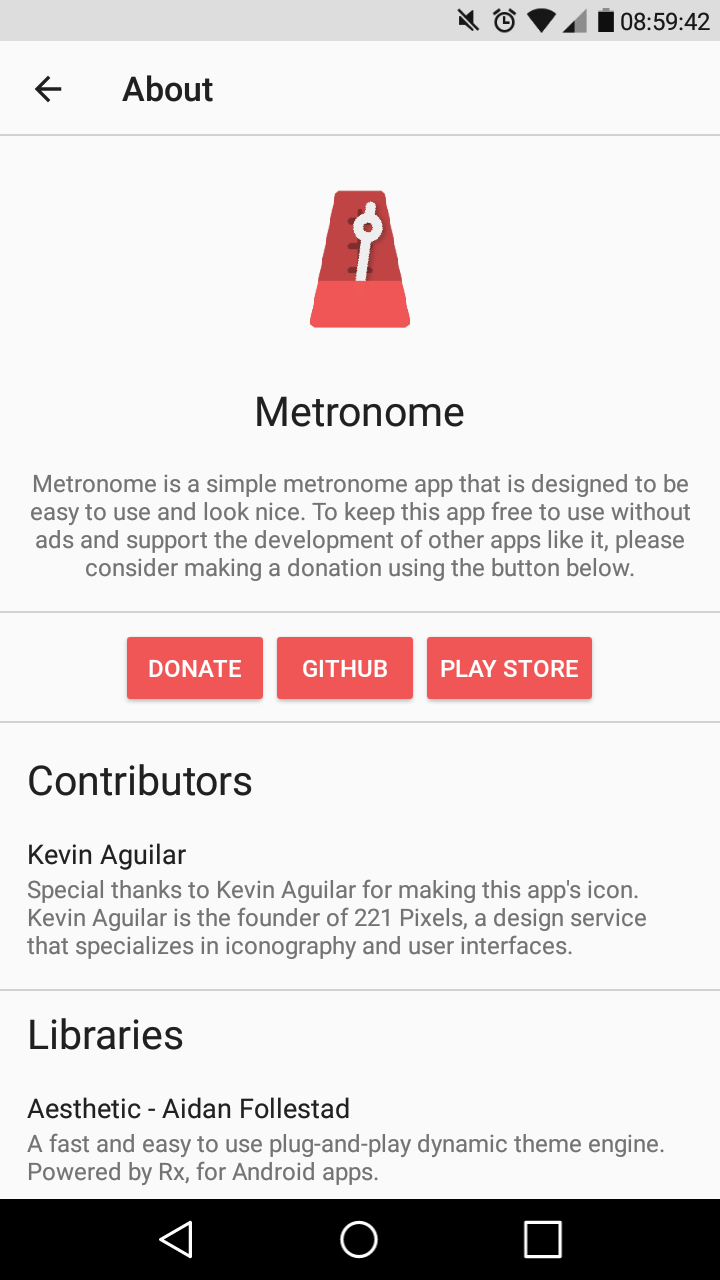 08:59:42
About
Metronome
Metronome is a simple metronome app that is designed to be
easy to use and look nice. To keep this app free to use without
ads and support the development of other apps like it, please
consider making a donation using the button below.
DONATE GITHUB PLAY STORE
Contributors
Kevin Aguilar
Special thanks to Kevin Aguilar for making this app's icon.
Kevin Aguilar is the founder of 221 Pixels, a design service
that specializes in iconography and user interfaces.
Libraries
Aesthetic - Aidan Follestad
A fast and easy to use plug-and-play dynamic theme engine.
Powered by Rx, for Android apps.